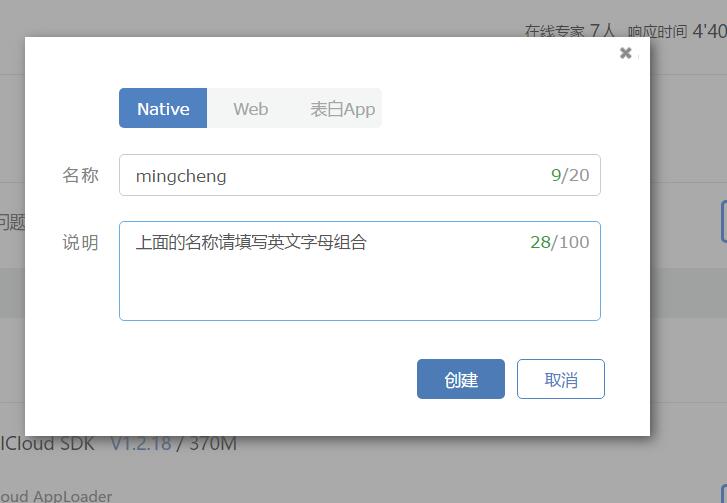 在线专家 7人 响应时间 4'40
Native Web 表白App
名称 mingcheng 9/20
问题
说明 上面的名称请填写英文字母组合 28/100
创建 取消
ICloud SDK V1.2.18 / 370M
oud AppLoader